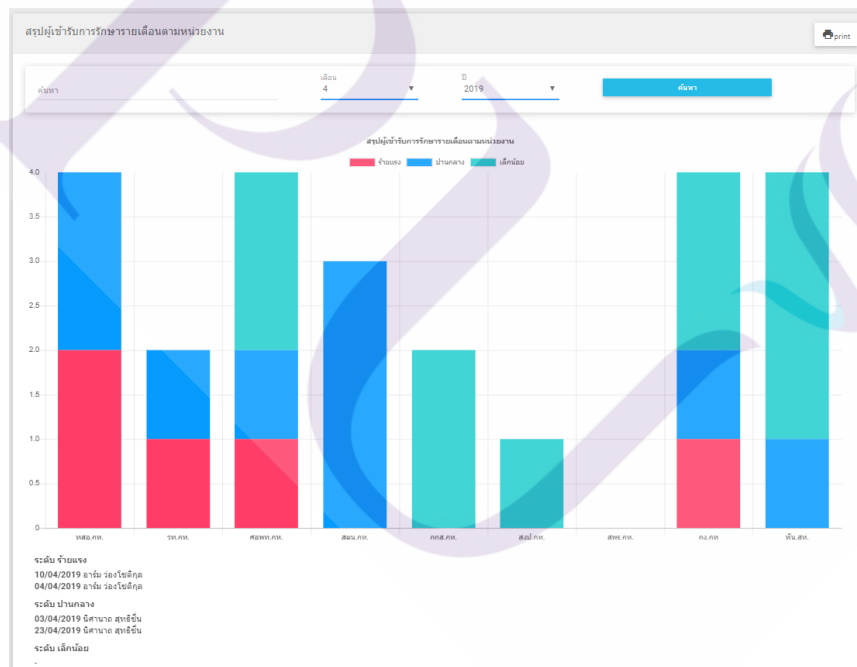 สรุปผู้เข้ารับการรักษารายเดือนตามหน่วยงาน
print
ค้นหา
เดือน
4
ปี
2019
ค้นหา
สรุปผู้เข้ารับการรักษารายเดือนตามหน่วยงาน
ร้ายแรง ปานกลาง เล็กน้อย
4.0
3.5
3.0
2.5
2.0
1.5
1.0
0.5
0
ทสอ.กห. รท.กห. ศอพท.กห. สตน.กห. กกส.กห. สงป.กห. สพร.กห. กง.กห พัน.สห.
ระดับ ร้ายแรง
10/04/2019 อาร์ม ว่องโชติกุล
04/04/2019 อาร์ม ว่องโชติกุล
ระดับ ปานกลาง
03/04/2019 นิศานาถ สุทธิชื่น
23/04/2019 นิศานาถ สุทธิชื่น
ระดับ เล็กน้อย
-